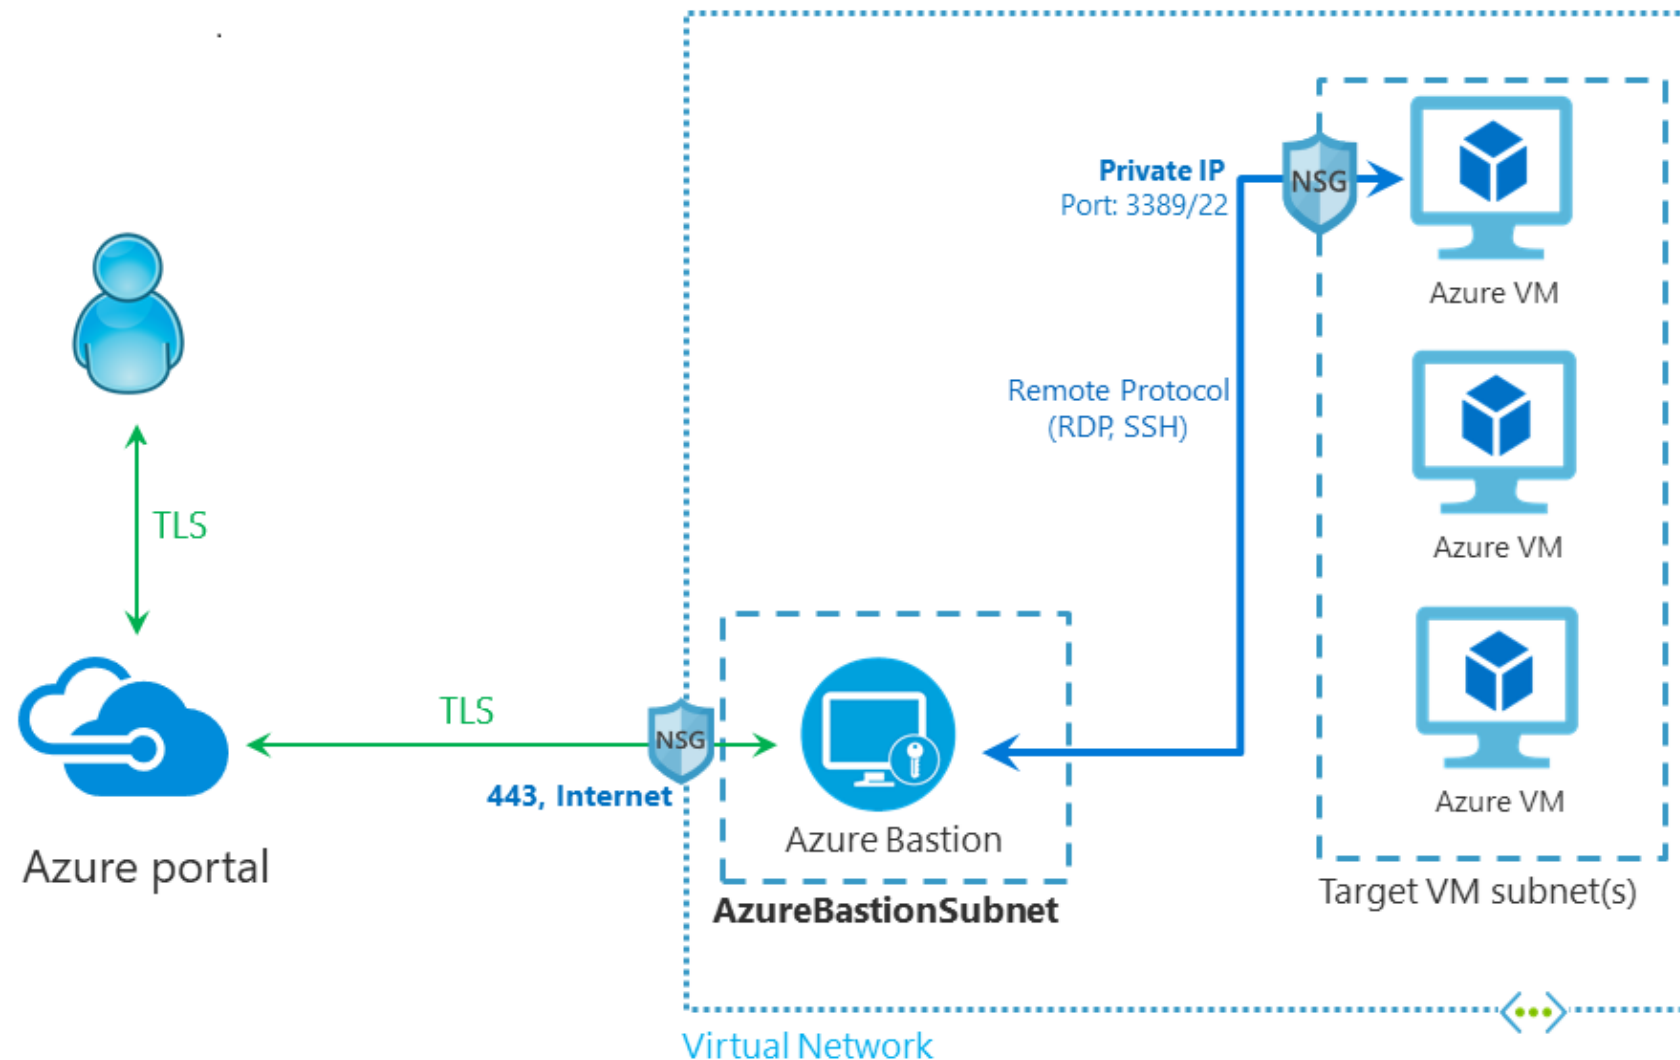 Private IP
Port: 3389/22
NSG
Azure VM
Remote Protocol
(RDP, SSH)
TLS
Azure VM
TLS
NSG
443, Internet
Azure VM
Azure Bastion
Azure portal
AzureBastionSubnet
Target VM subnet(s)
Virtual Network